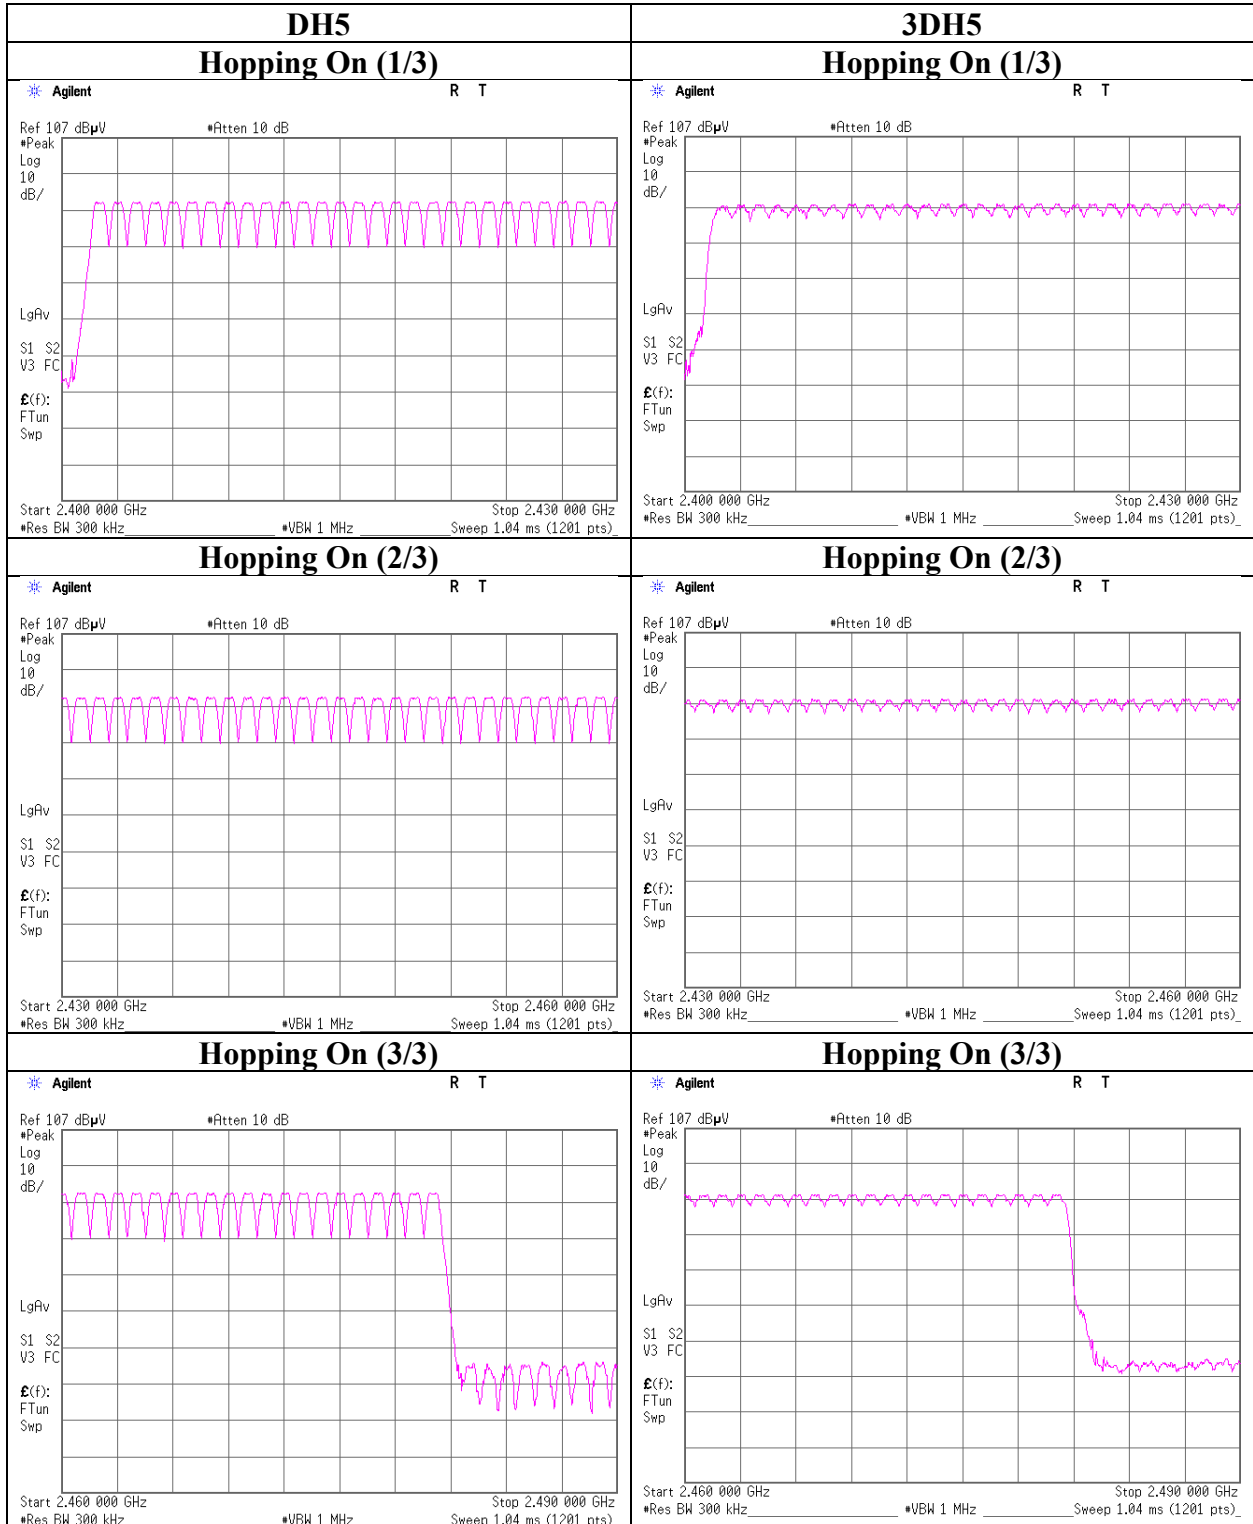 DH5
3DH5
Hopping On (1/3)
Hopping On (1/3)
Agilent R T
Ref 107 dBµV #Atten 10 dB
#Peak
Log
10
dB/
LgAv
S1 S2
V3 FC
£(f):
FTun
Swp
Start 2.400 000 GHz Stop 2.430 000 GHz
#Res BW 300 kHz #VBW 1 MHz Sweep 1.04 ms (1201 pts)
Agilent R T
Ref 107 dBµV #Atten 10 dB
#Peak
Log
10
dB/
LgAv
S1 S2
V3 FC
£(f):
FTun
Swp
Start 2.400 000 GHz Stop 2.430 000 GHz
#Res BW 300 kHz #VBW 1 MHz Sweep 1.04 ms (1201 pts)
Hopping On (2/3)
Hopping On (2/3)
Agilent R T
Ref 107 dBµV #Atten 10 dB
#Peak
Log
10
dB/
LgAv
S1 S2
V3 FC
£(f):
FTun
Swp
Start 2.430 000 GHz Stop 2.460 000 GHz
#Res BW 300 kHz #VBW 1 MHz Sweep 1.04 ms (1201 pts)
Agilent R T
Ref 107 dBµV #Atten 10 dB
#Peak
Log
10
dB/
LgAv
S1 S2
V3 FC
£(f):
FTun
Swp
Start 2.430 000 GHz Stop 2.460 000 GHz
#Res BW 300 kHz #VBW 1 MHz Sweep 1.04 ms (1201 pts)
Hopping On (3/3)
Hopping On (3/3)
Agilent R T
Ref 107 dBµV #Atten 10 dB
#Peak
Log
10
dB/
LgAv
S1 S2
V3 FC
£(f):
FTun
Swp
Start 2.460 000 GHz Stop 2.490 000 GHz
#Res BW 300 kHz #VBW 1 MHz Sweep 1.04 ms (1201 pts)
Agilent R T
Ref 107 dBµV #Atten 10 dB
#Peak
Log
10
dB/
LgAv
S1 S2
V3 FC
£(f):
FTun
Swp
Start 2.460 000 GHz Stop 2.490 000 GHz
#Res BW 300 kHz #VBW 1 MHz Sweep 1.04 ms (1201 pts)